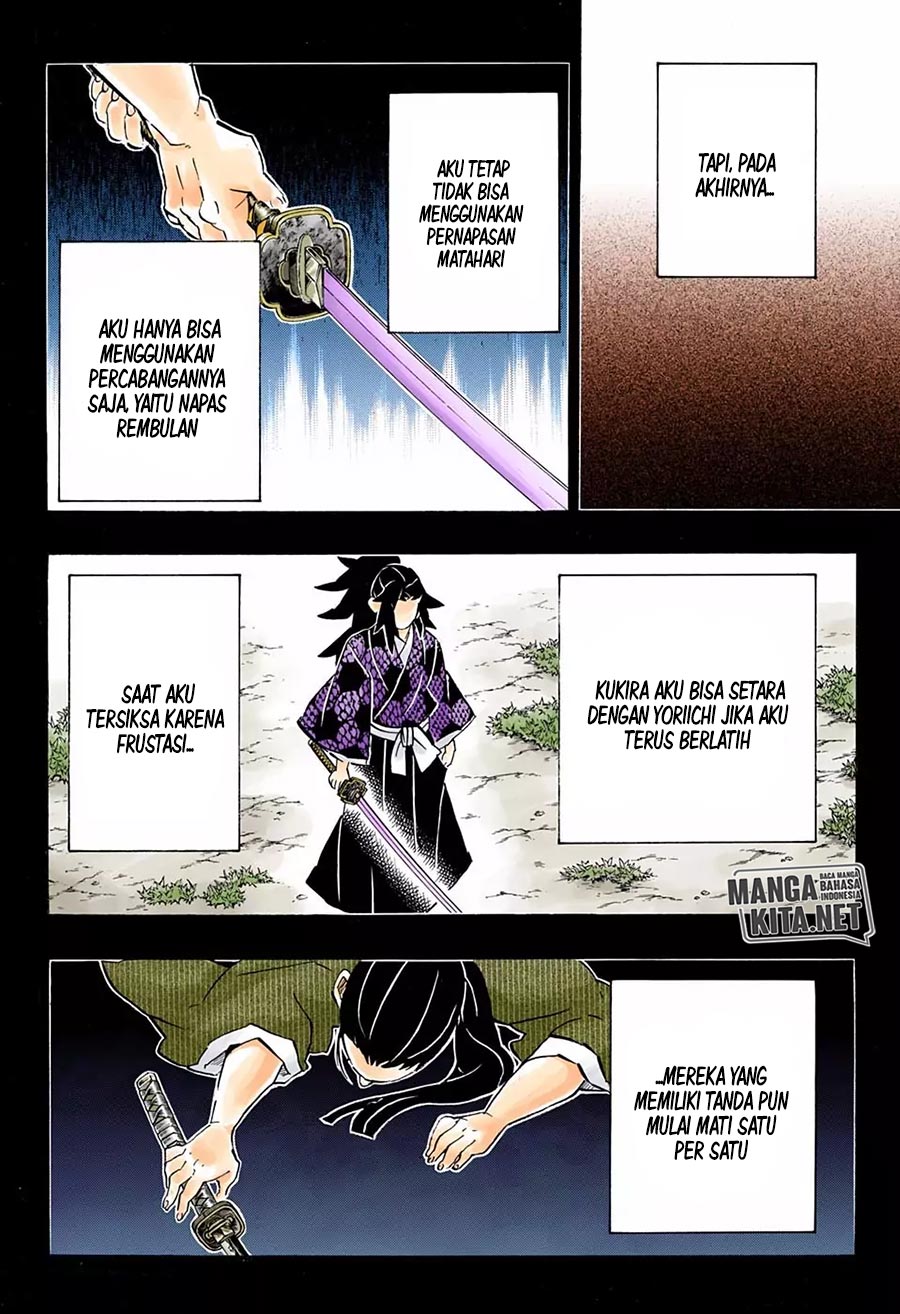 TAPI, PADA
AKHIRNYA...
AKU TETAP
TIDAK BISA
MENGGUNAKAN
PERNAPASAN
MATAHARI
AKU HANYA BISA
MENGGUNAKAN
PERCABANGANNYA
SAJA, YAITU NAPAS
REMBULAN
KUKIRA AKU BISA SETARA
DENGAN YORIICHI JIKA AKU
TERUS BERLATIH
SAAT AKU
TERSIKSA KARENA
FRUSTASI...
MANGA
BACA MANGA
BAHASA
INDONESIA
KITA.NET
...MEREKA YANG
MEMILIKI TANDA PUN
MULAI MATI SATU
PER SATU